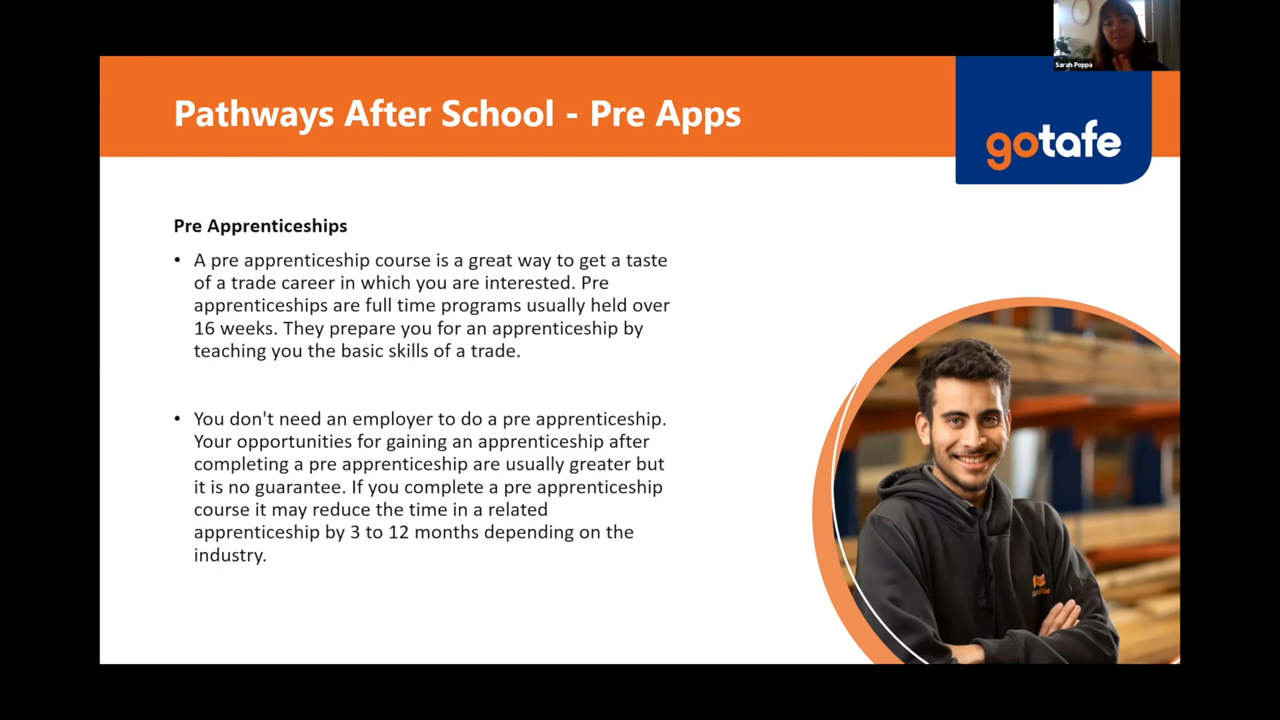 Sarah Poppa
Pathways After School - Pre Apps
gotafe
Pre Apprenticeships
• A pre apprenticeship course is a great way to get a taste
of a trade career in which you are interested. Pre
apprenticeships are full time programs usually held over
16 weeks. They prepare you for an apprenticeship by
teaching you the basic skills of a trade.
• You don't need an employer to do a pre apprenticeship.
Your opportunities for gaining an apprenticeship after
completing a pre apprenticeship are usually greater but
it is no guarantee. If you complete a pre apprenticeship
course it may reduce the time in a related
apprenticeship by 3 to 12 months depending on the
industry.